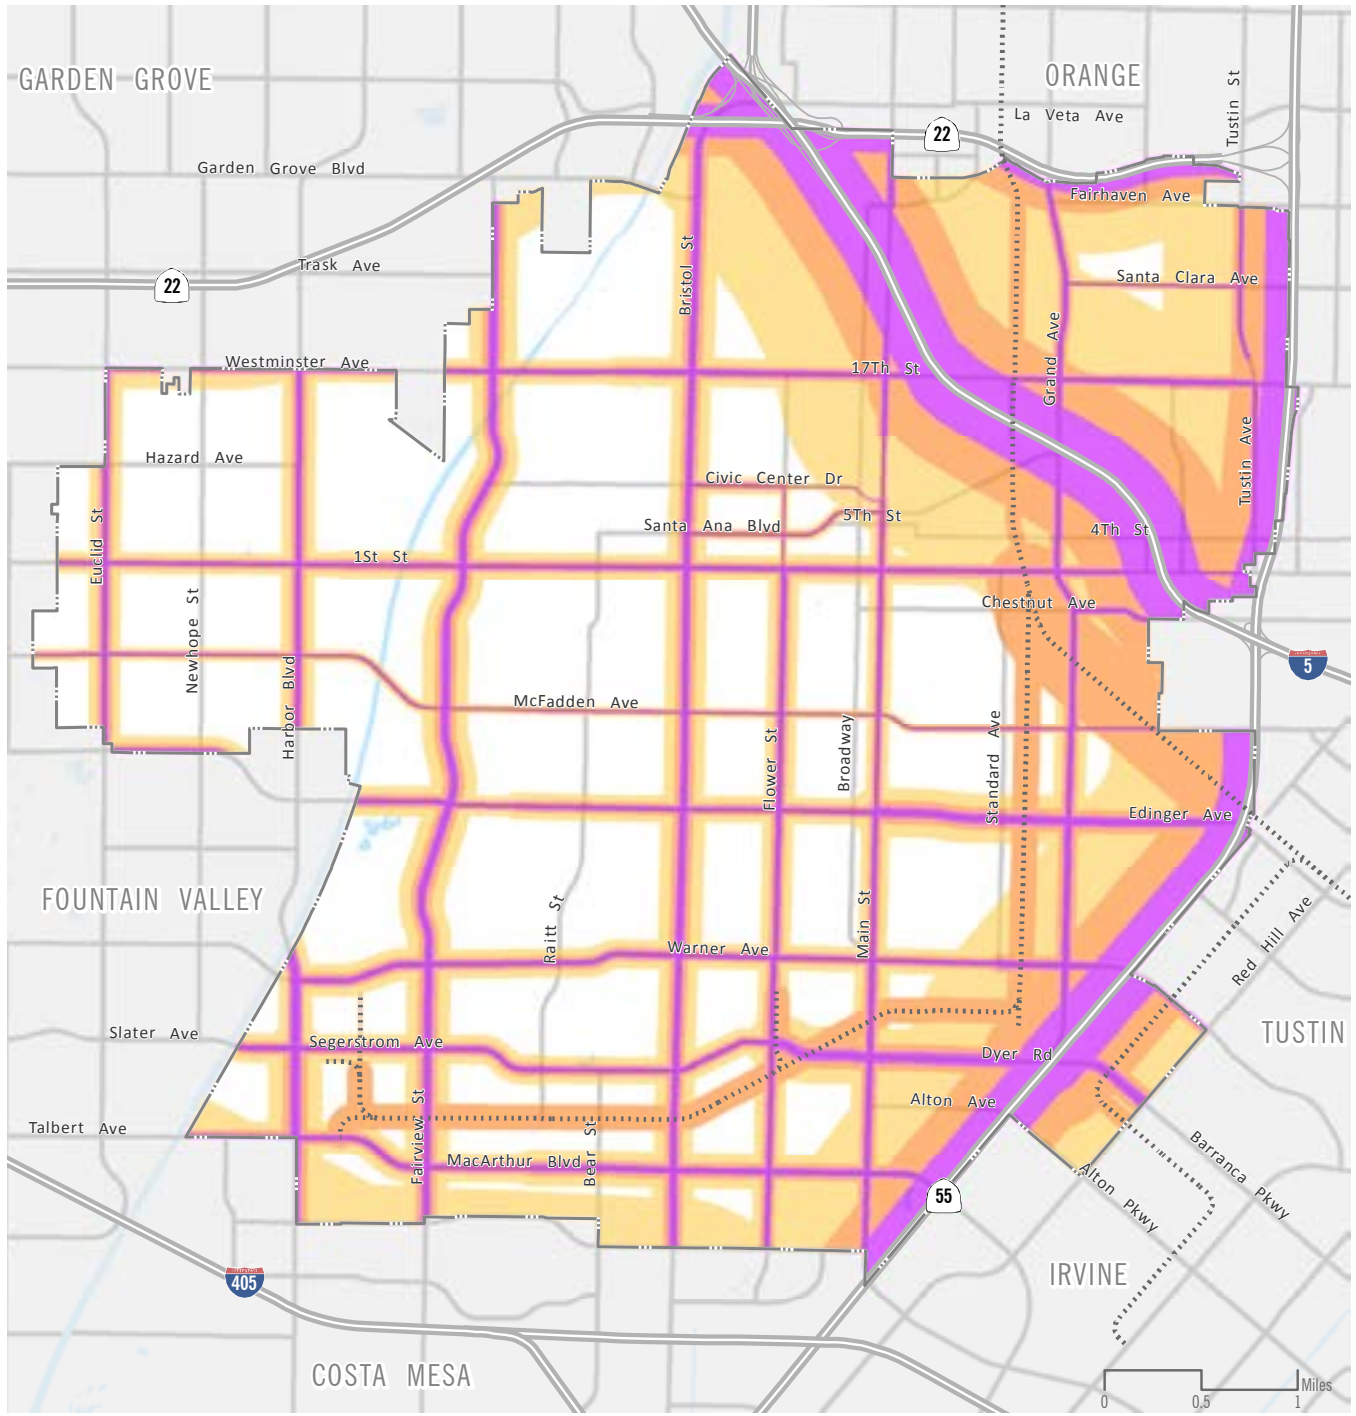 GARDEN GROVE
ORANGE
Tustin St
La Veta Ave
22
Garden Grove Blvd
Fairhaven Ave
Bristol St
Trask Ave
22
Santa Clara Ave
Grand Ave
Westminster Ave
17Th St
Hazard Ave
Tustin Ave
Civic Center Dr
Euclid St
Santa Ana Blvd
5Th St
4Th St
1St St
Newhope St
Chestnut Ave
5
Harbor Blvd
McFadden Ave
Flower St
Broadway
Standard Ave
Edinger Ave
FOUNTAIN VALLEY
Raitt St
Main St
Red Hill Ave
Warner Ave
Slater Ave
Segerstrom Ave
Dyer Rd
TUSTIN
Talbert Ave
Fairview St
Alton Ave
Bear St
MacArthur Blvd
Barranca Pkwy
Alton Pkwy
55
IRVINE
405
COSTA MESA
Miles
0 0.5 1